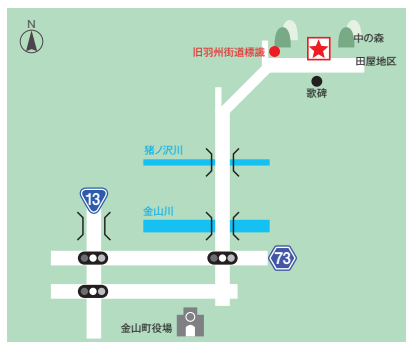 N
中の森
旧羽州街道標識
田屋地区
歌碑
猪ノ沢川
13
金山川
73
金山町役場